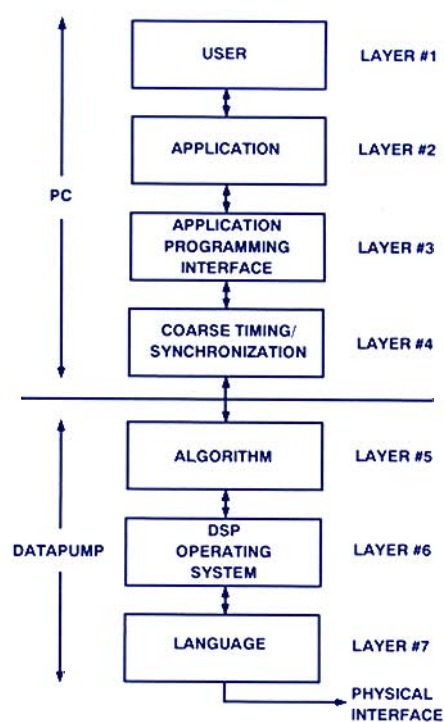 USER
LAYER #1
APPLICATION
LAYER #2
PC
APPLICATION
PROGRAMMING
INTERFACE
LAYER #3
COARSE TIMING/
SYNCHRONIZATION
LAYER #4
ALGORITHM
LAYER #5
DATAPUMP
DSP
OPERATING
SYSTEM
LAYER #6
LANGUAGE
LAYER #7
PHYSICAL
INTERFACE